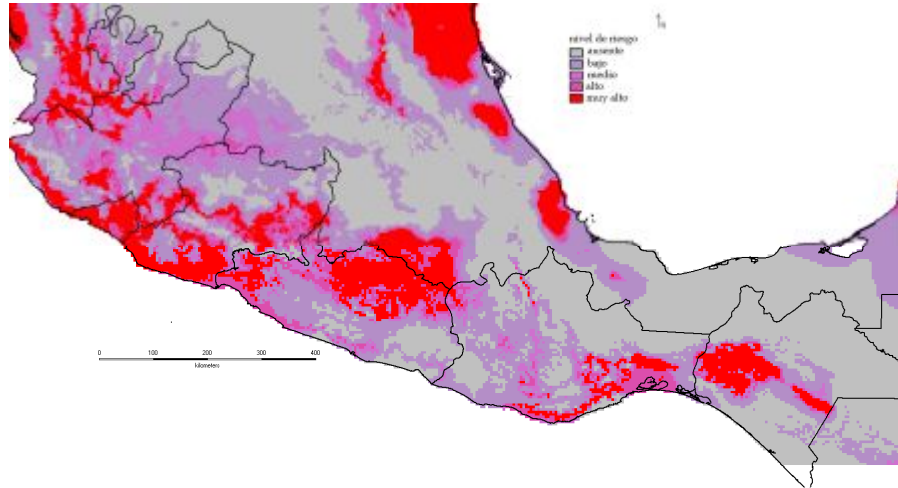 nivel de riesgo
ausente
bajo
medio
alto
muy alto
0 100 200 300 400
kilometers